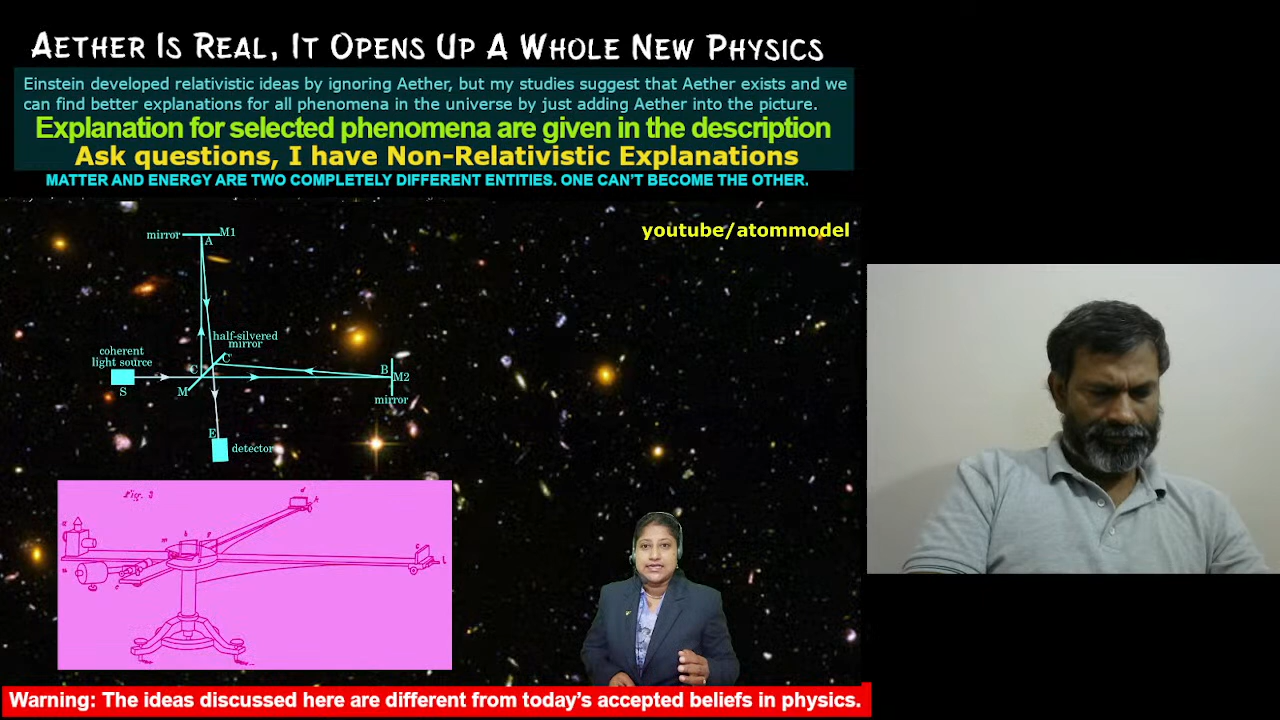 AETHER IS REAL, IT OPENS UP A WHOLE NEW PHYSICS
Einstein developed relativistic ideas by ignoring Aether, but my studies suggest that Aether exists and we
can find better explanations for all phenomena in the universe by just adding Aether into the picture.
Explanation for selected phenomena are given in the description
Ask questions, I have Non-Relativistic Explanations
MATTER AND ENERGY ARE TWO COMPLETELY DIFFERENT ENTITIES. ONE CAN'T BECOME THE OTHER.
youtube/atommodel
mirror
M1
A
half-silvered
mirror
coherent
light source
C
C'
B
M2
S
M
mirror
E
detector
Warning: The ideas discussed here are different from today's accepted beliefs in physics.